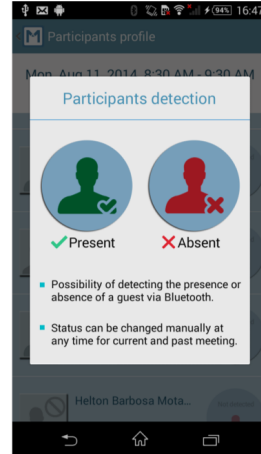 94% 16:47
Participants profile
Mon, Aug 11, 2014, 8:30 AM - 9:30 AM
Participants detection
Present
Absent
Possibility of detecting the presence or
absence of a guest via Bluetooth.
Status can be changed manually at
any time for current and past meeting.
Helton Barbosa Mota...